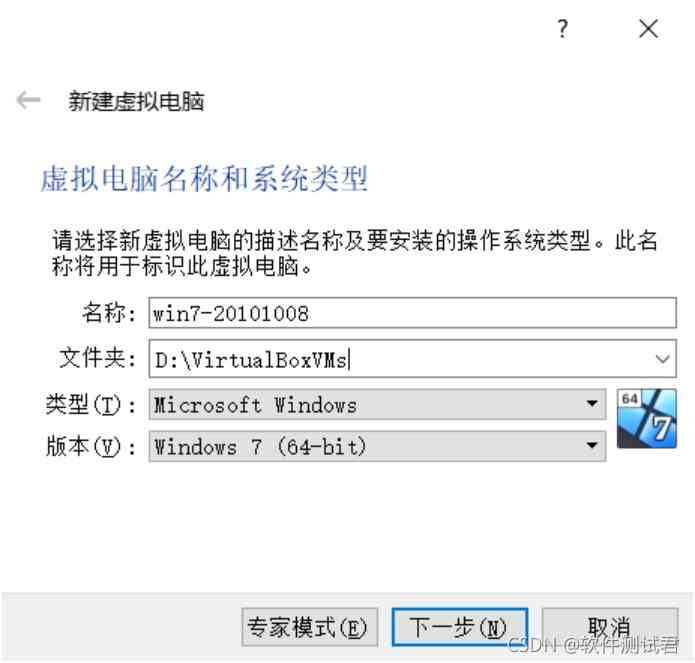 ?
新建虚拟电脑
虚拟电脑名称和系统类型
请选择新虚拟电脑的描述名称及要安装的操作系统类型。此名
称将用于标识此虚拟电脑。
名称: win7-20101008
文件夹: D:\VirtualBoxVMs
类型(T): Microsoft Windows
64
7
版本(V): Windows 7 (64-bit)
专家模式(E) 下一步(N) 取消
CSDN @软件测试君